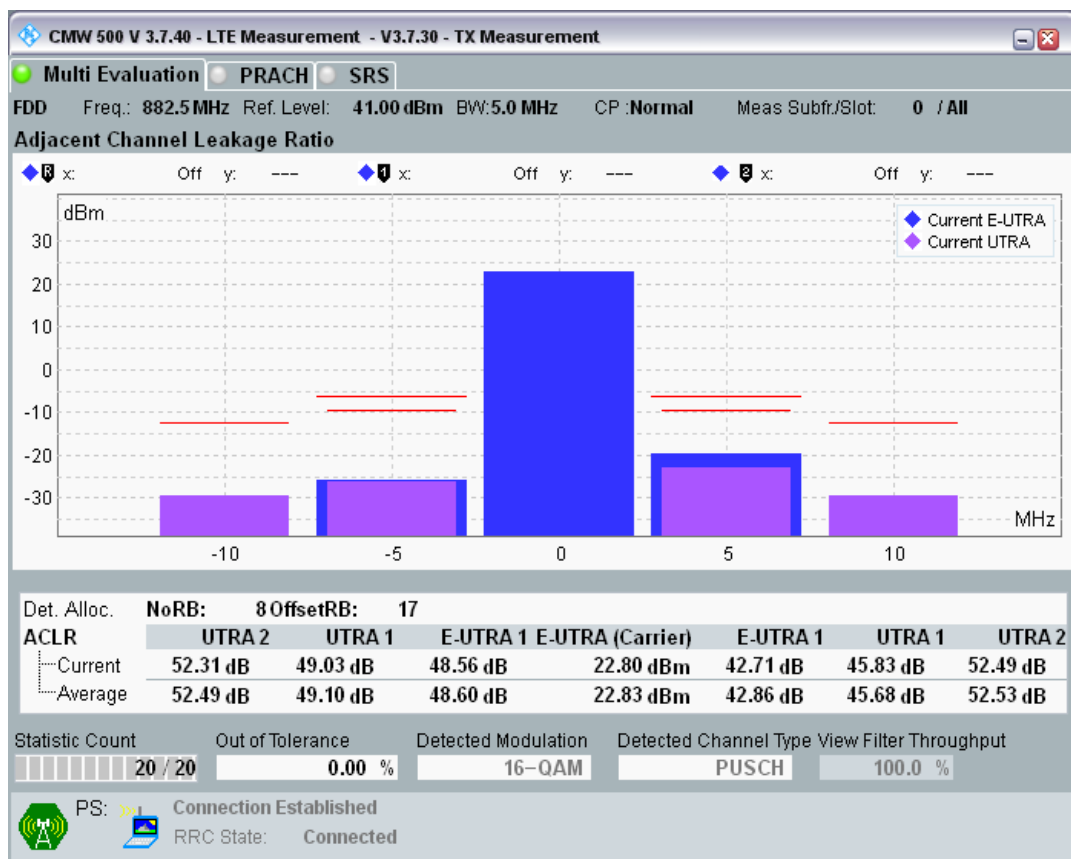 CMW 500 V 3.7.40 - LTE Measurement - V3.7.30 - TX Measurement
Multi Evaluation PRACH SRS
FDD Freq.: 882.5 MHz Ref. Level: 41.00 dBm BW:5.0 MHz CP :Normal Meas Subfr./Slot: 0 / All
Adjacent Channel Leakage Ratio
R x: Off y: --- 1 x: Off y: --- 2 x: Off y: ---
dBm
Current E-UTRA
Current UTRA
30
20
10
0
-10
-20
-30
MHz
-10 -5 0 5 10
Det. Alloc. NoRB: 8 OffsetRB: 17
ACLR UTRA 2 UTRA 1 E-UTRA 1 E-UTRA (Carrier) E-UTRA 1 UTRA 1 UTRA 2
Current 52.31 dB 49.03 dB 48.56 dB 22.80 dBm 42.71 dB 45.83 dB 52.49 dB
Average 52.49 dB 49.10 dB 48.60 dB 22.83 dBm 42.86 dB 45.68 dB 52.53 dB
Statistic Count Out of Tolerance Detected Modulation Detected Channel Type View Filter Throughput
20 / 20 0.00 % 16-QAM PUSCH 100.0 %
PS: Connection Established
RRC State: Connected